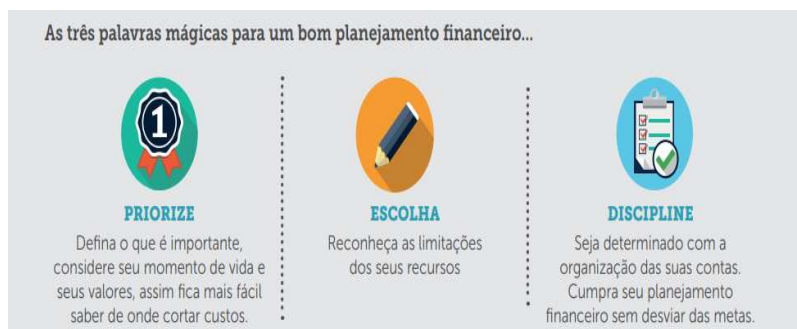 As três palavras mágicas para um bom planejamento financeiro...
1
PRIORIZE
Defina o que é importante,
considere seu momento de vida e
seus valores, assim fica mais fácil
saber de onde cortar custos.
ESCOLHA
Reconheça as limitações
dos seus recursos
DISCIPLINE
Seja determinado com a
organização das suas contas.
Cumpra seu planejamento
financeiro sem desviar das metas.